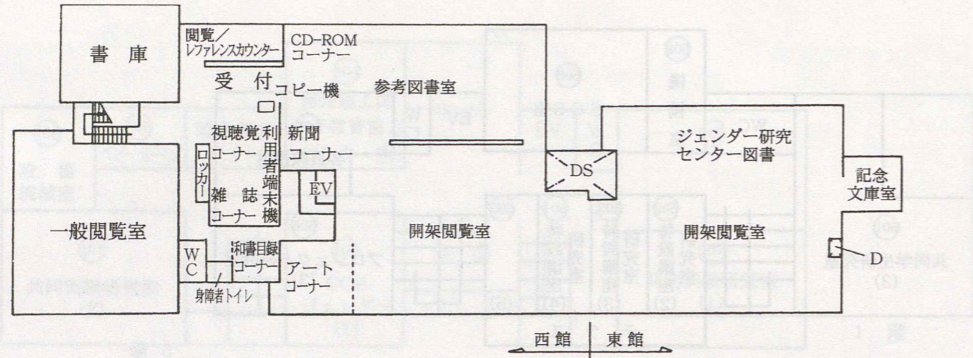 書庫
閲覧／
レファレンスカウンター
CD-ROM
コーナー
受付
コピー機
参考図書室
視聴覚
コーナー
利用者端末機
新聞
コーナー
ジェンダー研究
センター図書
DS
記念
文庫室
ロッカー
雑誌
コーナー
EV
一般閲覧室
開架閲覧室
開架閲覧室
D
WC
和書目録
コーナー
アート
コーナー
身障者トイレ
西館
東館